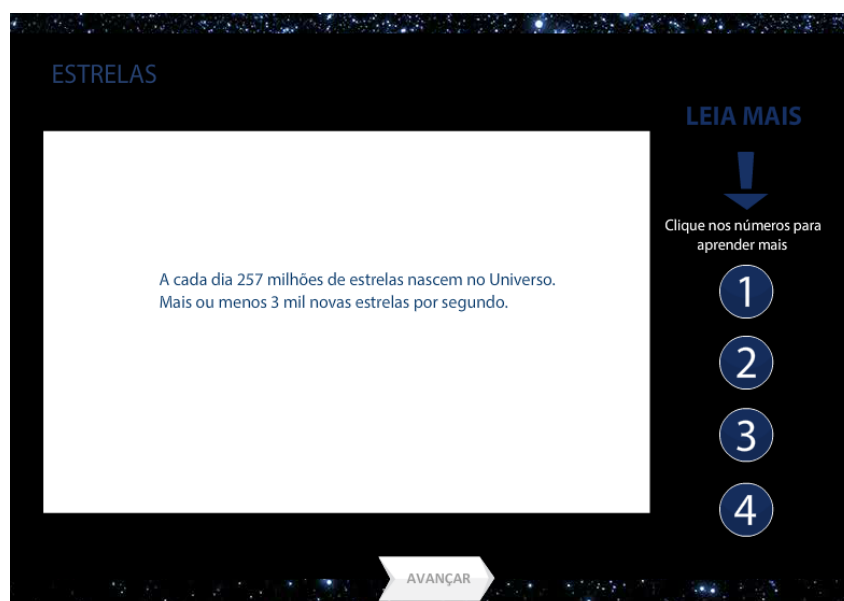 ESTRELAS
LEIA MAIS
Clique nos números para
aprender mais
A cada dia 257 milhões de estrelas nascem no Universo.
Mais ou menos 3 mil novas estrelas por segundo.
1
2
3
4
AVANÇAR